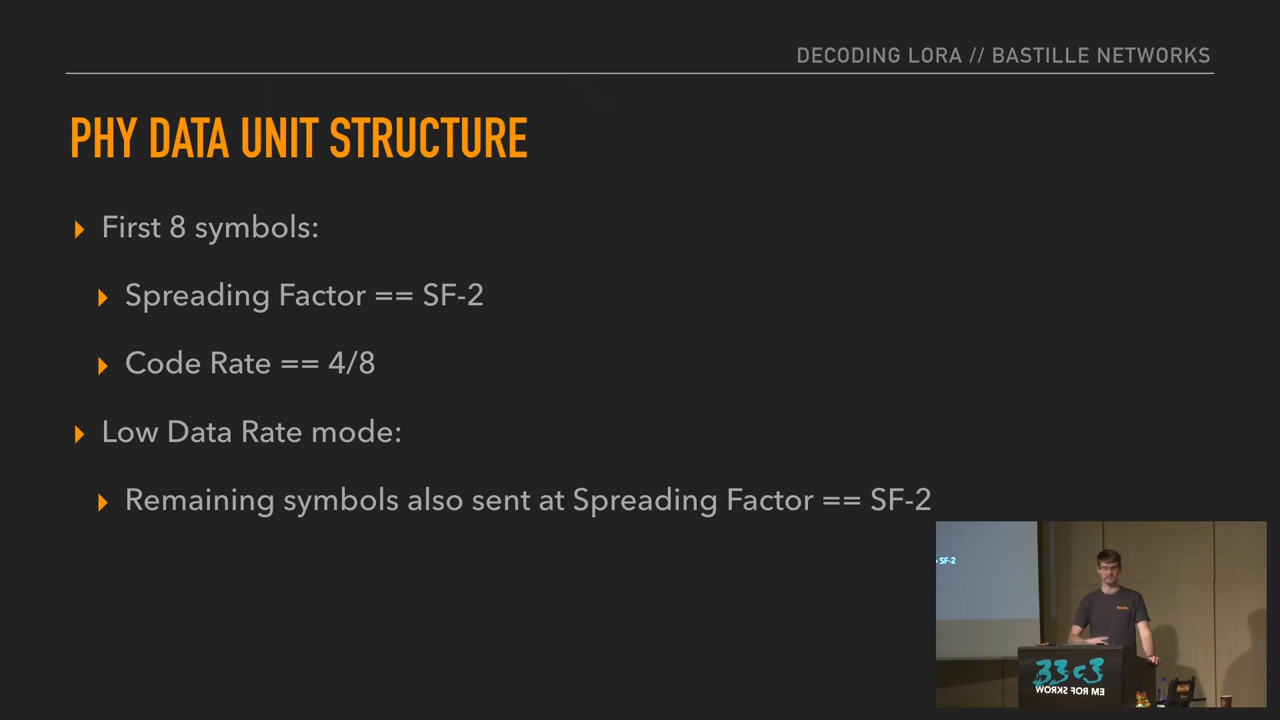 DECODING LORA // BASTILLE NETWORKS
PHY DATA UNIT STRUCTURE
First 8 symbols:
Spreading Factor == SF-2
Code Rate == 4/8
Low Data Rate mode:
Remaining symbols also sent at Spreading Factor == SF-2
SF-2
33c3
WORKS FOR ME